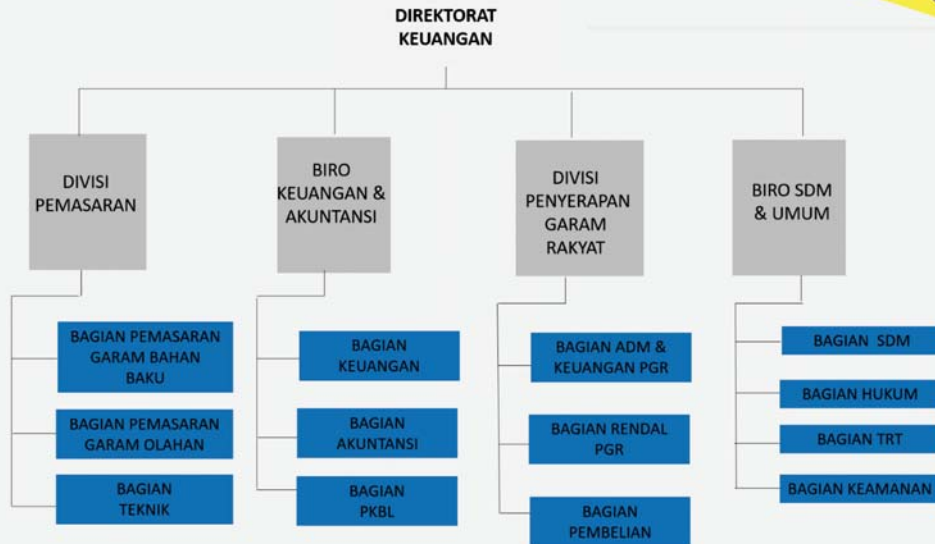 DIREKTORAT
KEUANGAN
DIVISI
PEMASARAN
BIRO
KEUANGAN &
AKUNTANSI
DIVISI
PENYERAPAN
GARAM
RAKYAT
BIRO SDM
& UMUM
BAGIAN PEMASARAN
GARAM BAHAN
BAKU
BAGIAN PEMASARAN
GARAM OLAHAN
BAGIAN
TEKNIK
BAGIAN
KEUANGAN
BAGIAN
AKUNTANSI
BAGIAN
PKBL
BAGIAN ADM &
KEUANGAN PGR
BAGIAN RENDAL
PGR
BAGIAN
PEMBELIAN
BAGIAN SDM
BAGIAN HUKUM
BAGIAN TRT
BAGIAN KEAMANAN